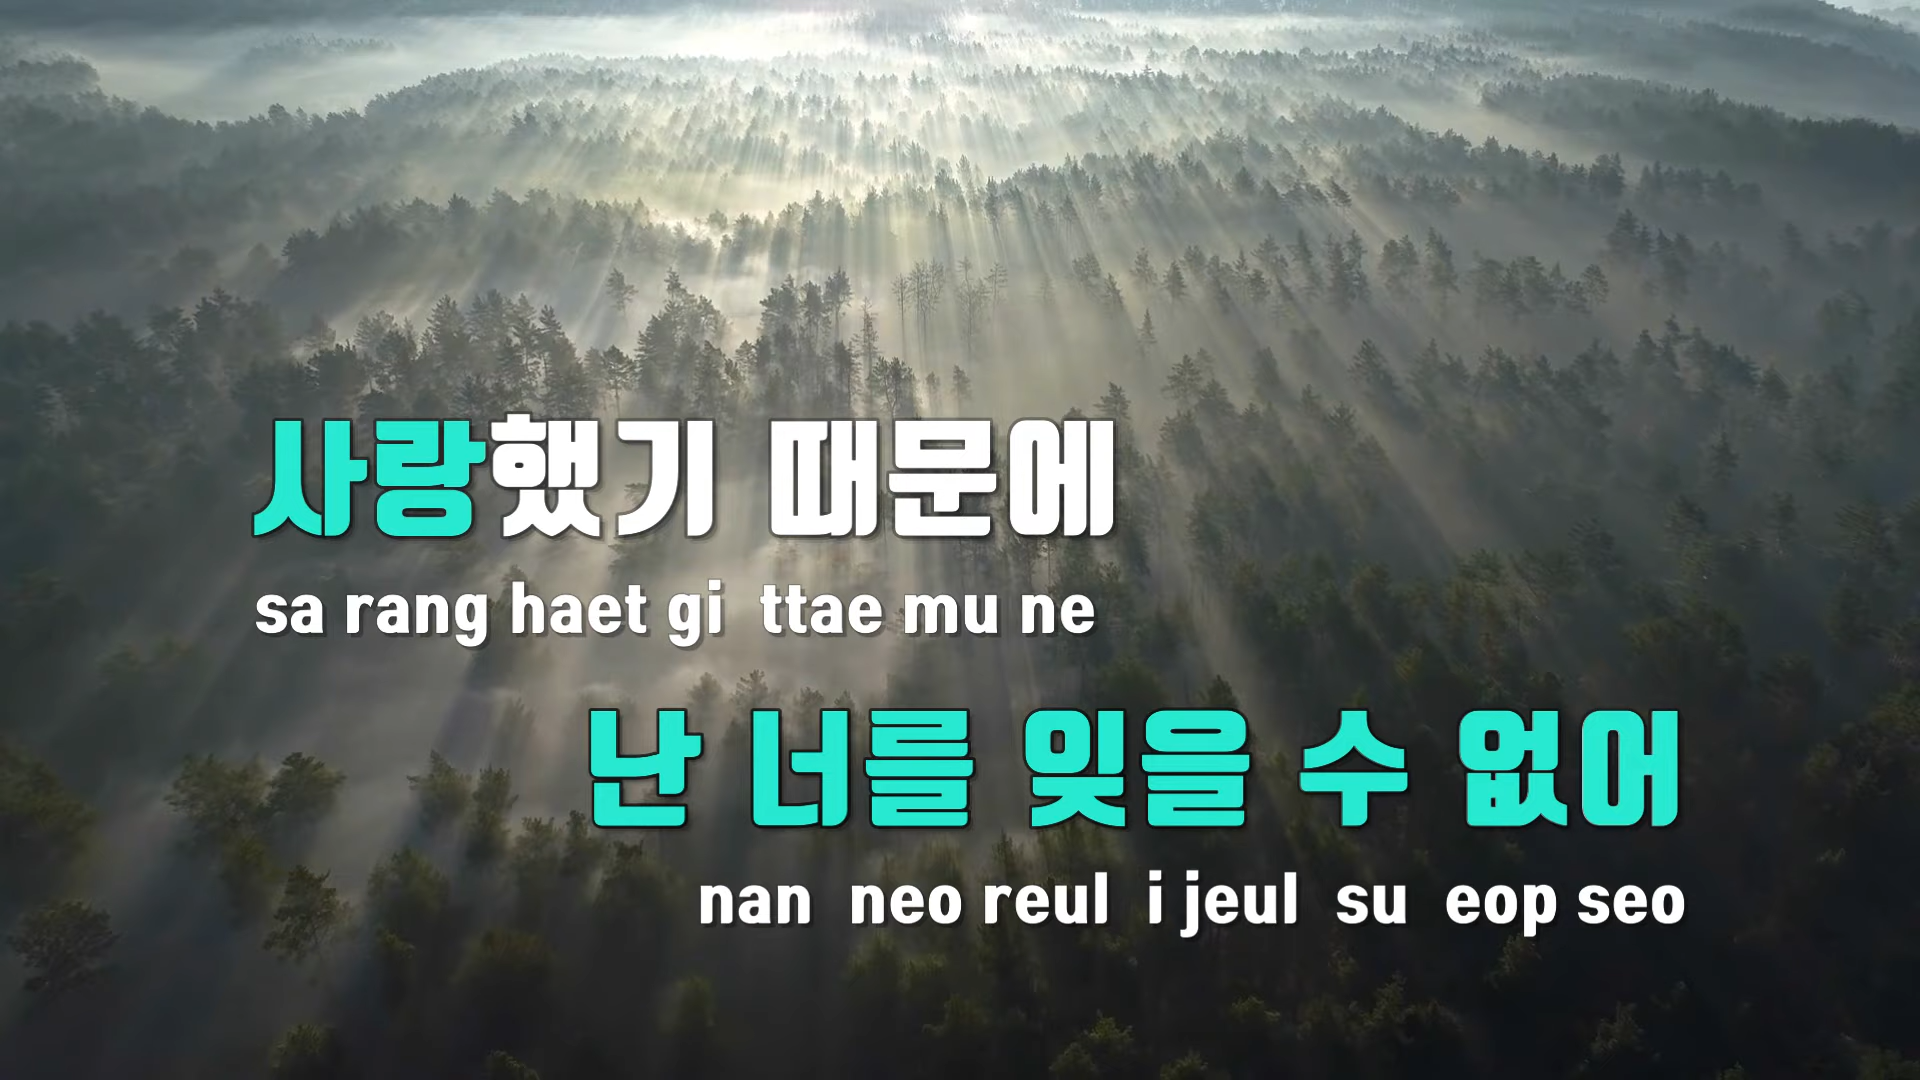 사랑했기 때문에
sa rang haet gi ttae mu ne
난 너를 잊을 수 없어
nan neo reul i jeul su eop seo